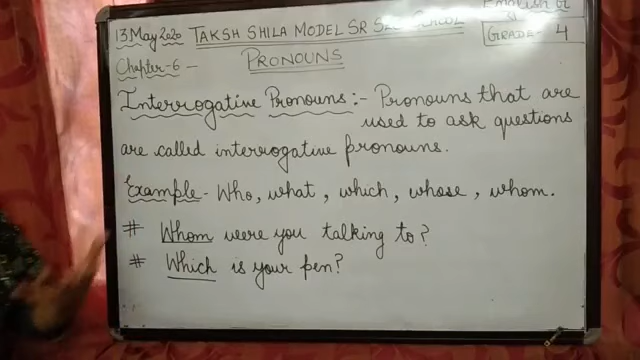 13 May 2020 TAKSH SHILA MODEL SR SEC SCHOOL
English Gr
GRADE- 4
Chapter-6 - PRONOUNS
Interrogative Pronouns:- Pronouns that are
used to ask questions
are called interrogative pronouns.
Example- Who, what, which, whose, whom.
# Whom were you talking to?
# Which is your pen?